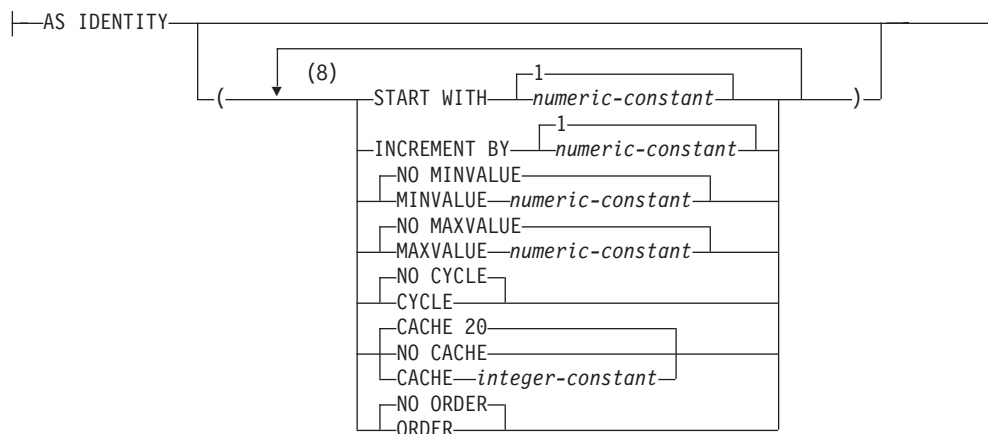 AS IDENTITY
(8)
1
( START WITH numeric-constant )
1
INCREMENT BY numeric-constant
NO MINVALUE
MINVALUE numeric-constant
NO MAXVALUE
MAXVALUE numeric-constant
NO CYCLE
CYCLE
CACHE 20
NO CACHE
CACHE integer-constant
NO ORDER
ORDER